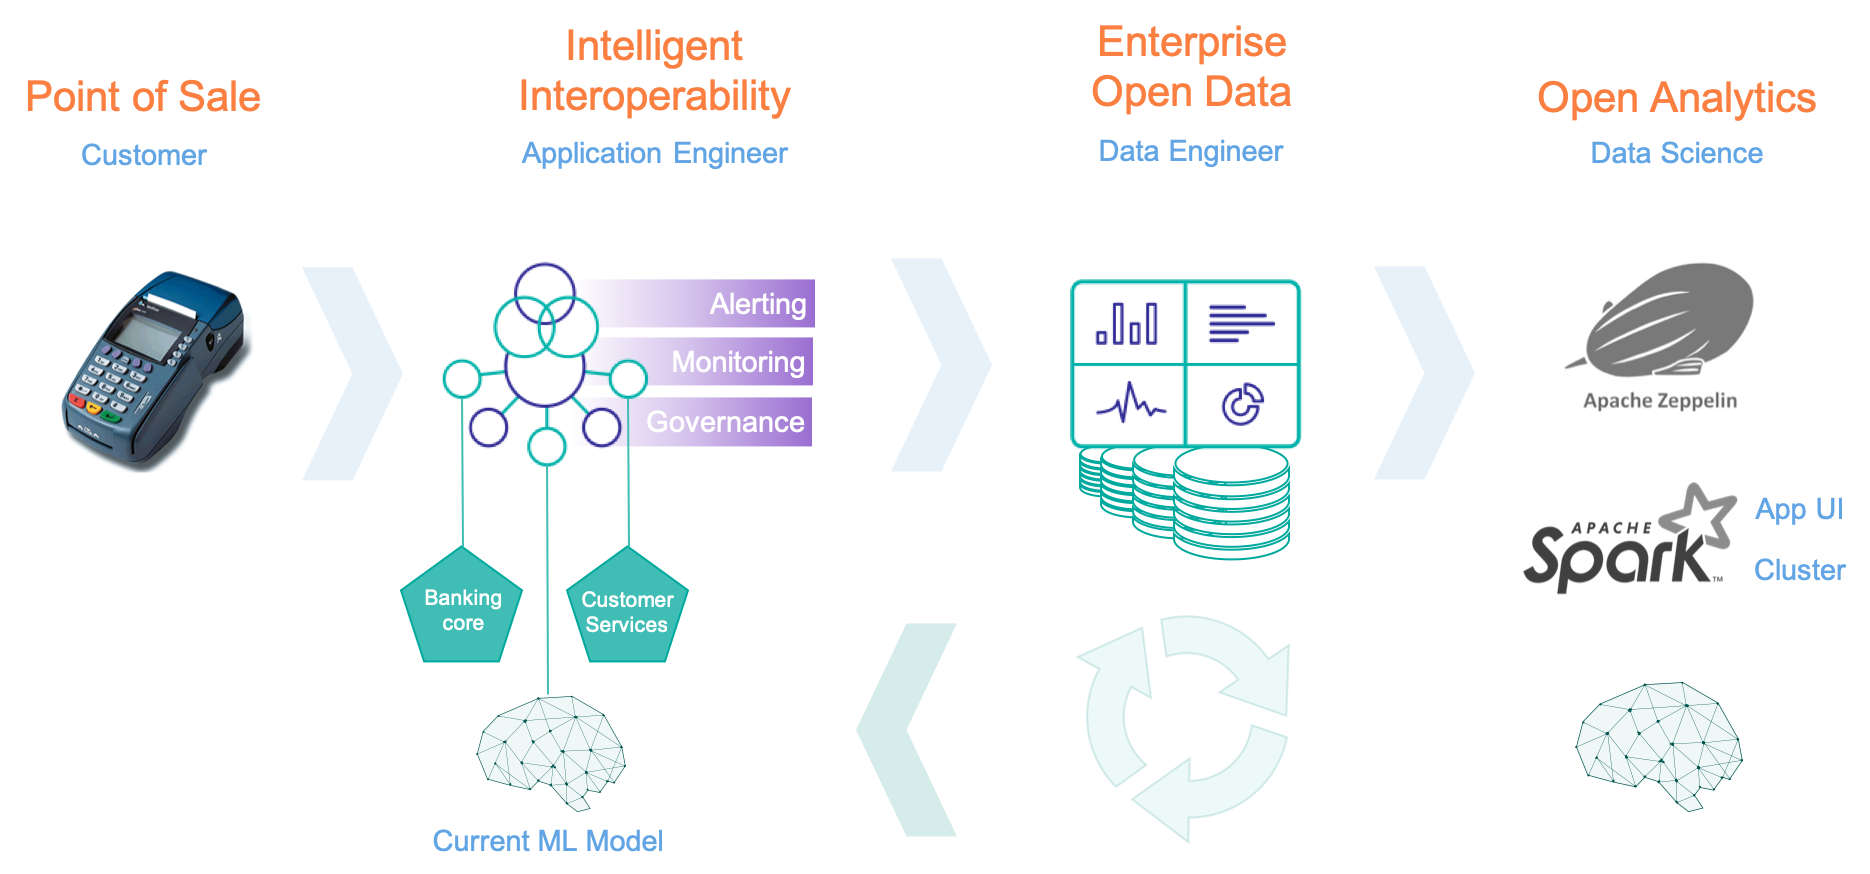 Point of Sale
Customer
Intelligent
Interoperability
Application Engineer
Enterprise
Open Data
Data Engineer
Open Analytics
Data Science
Alerting
Monitoring
Governance
Banking
core
Customer
Services
Current ML Model
Apache Zeppelin
APACHE
Spark™
App UI
Cluster